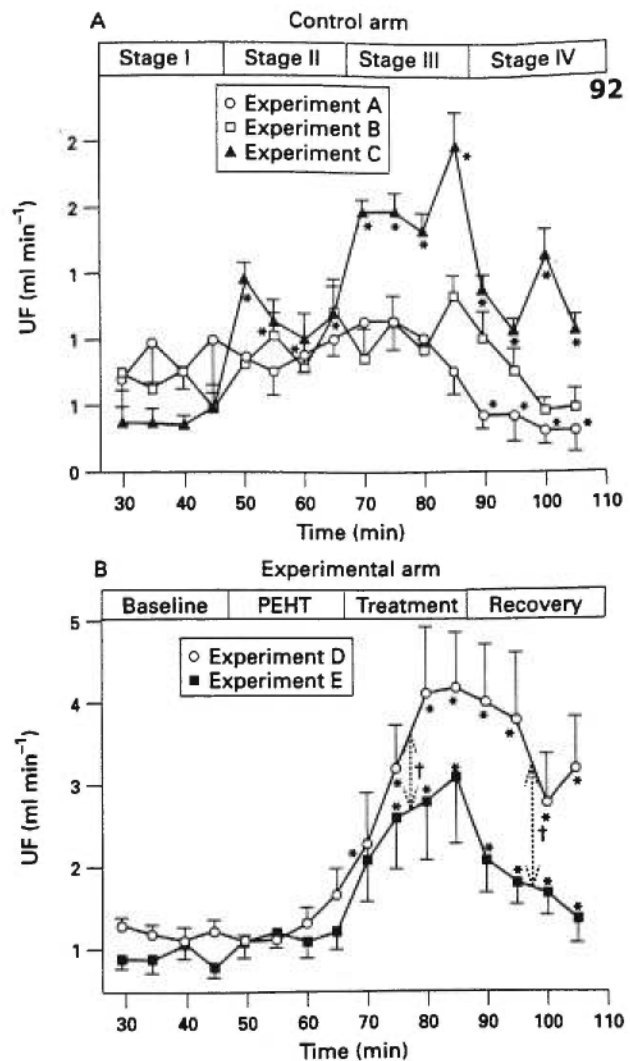 A Control arm
Stage I Stage II Stage III Stage IV
92
Experiment A
Experiment B
Experiment C
2
2
1
1
1
0
UF (ml min⁻¹)
* * * * * * * * * * * *
* * * *
30 40 50 60 70 80 90 100 110
Time (min)
B Experimental arm
Baseline PEHT Treatment Recovery
Experiment D
Experiment E
5
4
3
2
1
UF (ml min⁻¹)
* * * * * * * *
† †
* * * * * * *
30 40 50 60 70 80 90 100 110
Time (min)